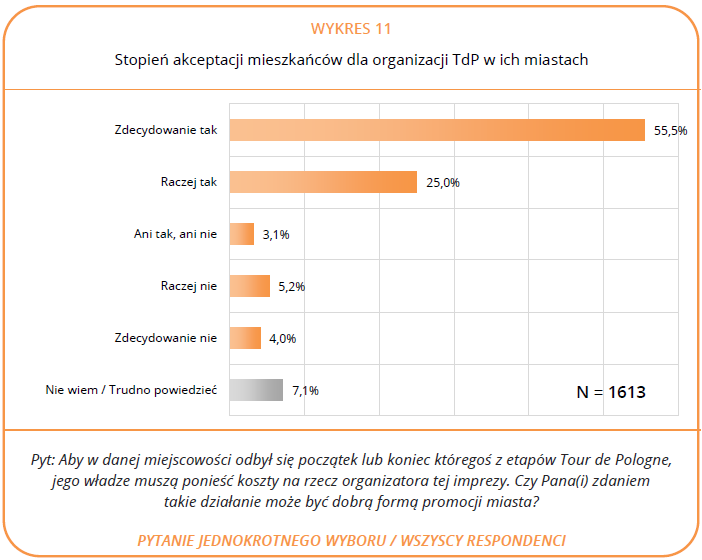 WYKRES 11
Stopień akceptacji mieszkańców dla organizacji TdP w ich miastach
Zdecydowanie tak 55,5%
Raczej tak 25,0%
Ani tak, ani nie 3,1%
Raczej nie 5,2%
Zdecydowanie nie 4,0%
Nie wiem / Trudno powiedzieć 7,1%
N = 1613
Pyt: Aby w danej miejscowości odbył się początek lub koniec któregoś z etapów Tour de Pologne,
jego władze muszą ponieść koszty na rzecz organizatora tej imprezy. Czy Pana(i) zdaniem
takie działanie może być dobrą formą promocji miasta?
PYTANIE JEDNOKROTNEGO WYBORU / WSZYSCY RESPONDENCI